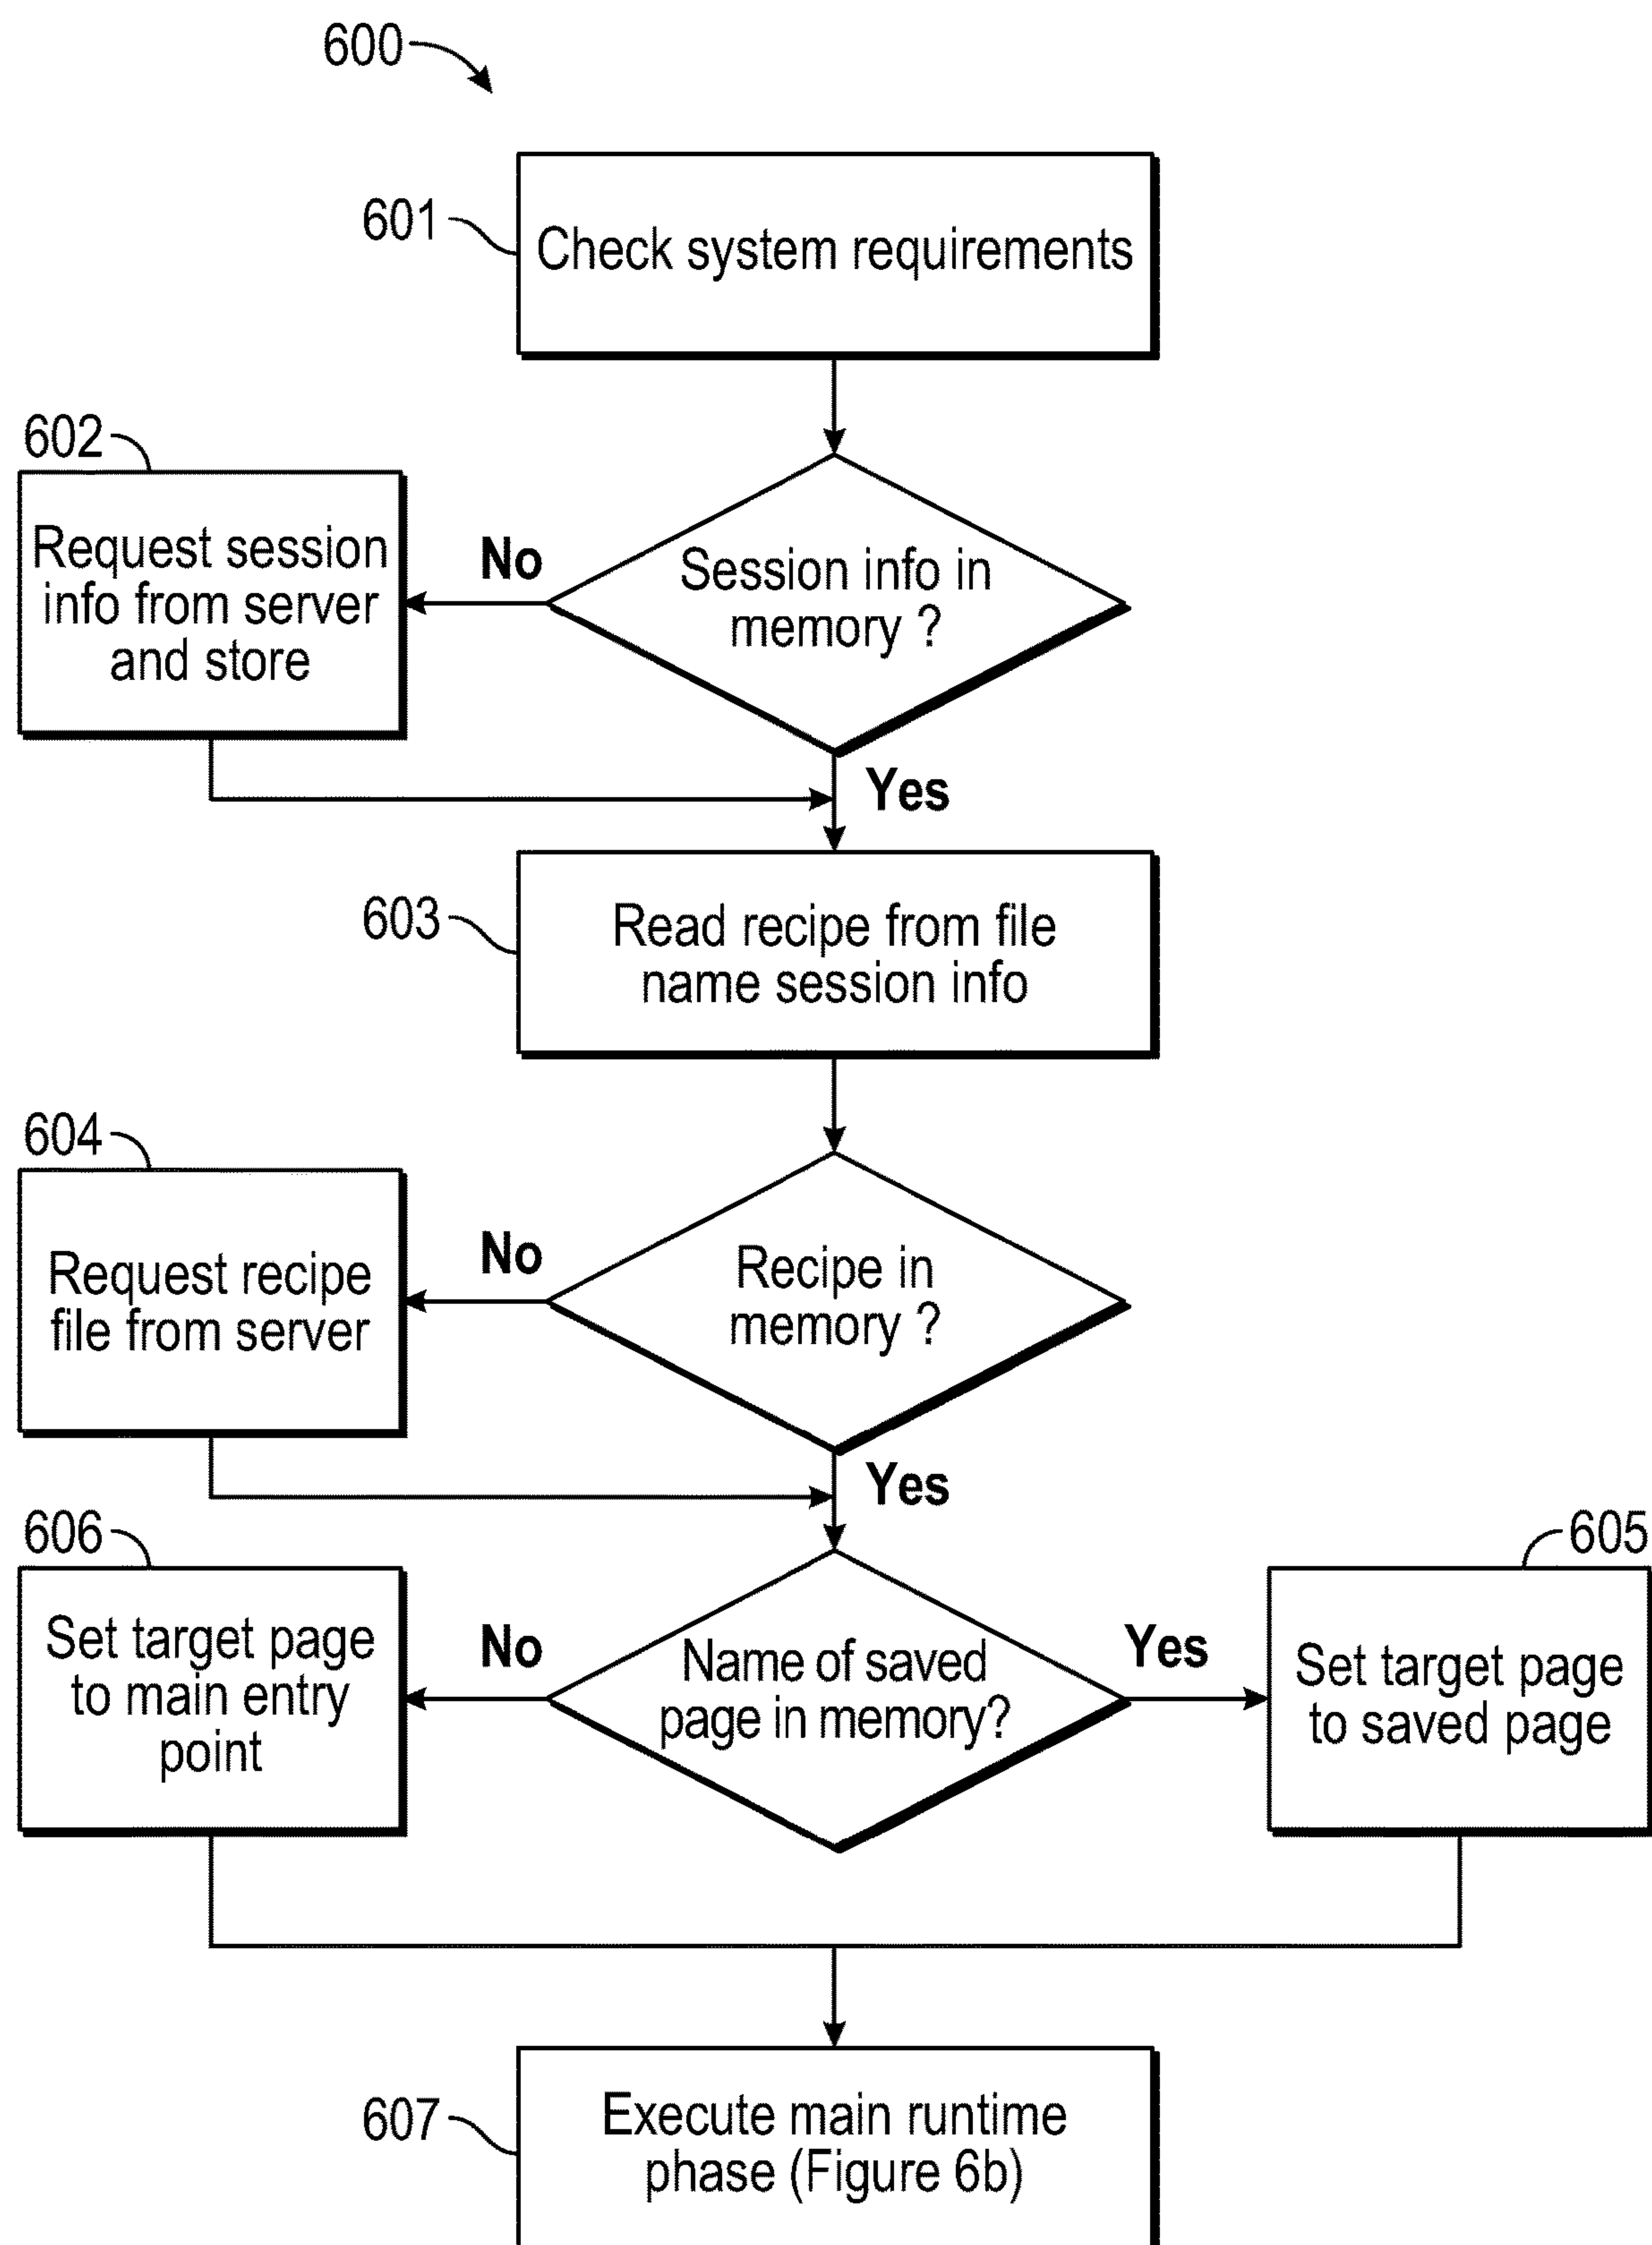 600
601
Check system requirements
602
Request session
info from server
and store
No
Session info in
memory ?
Yes
603
Read recipe from file
name session info
604
Request recipe
file from server
No
Recipe in
memory ?
Yes
606
Set target page
to main entry
point
No
Name of saved
page in memory?
Yes
605
Set target page
to saved page
607
Execute main runtime
phase (Figure 6b)